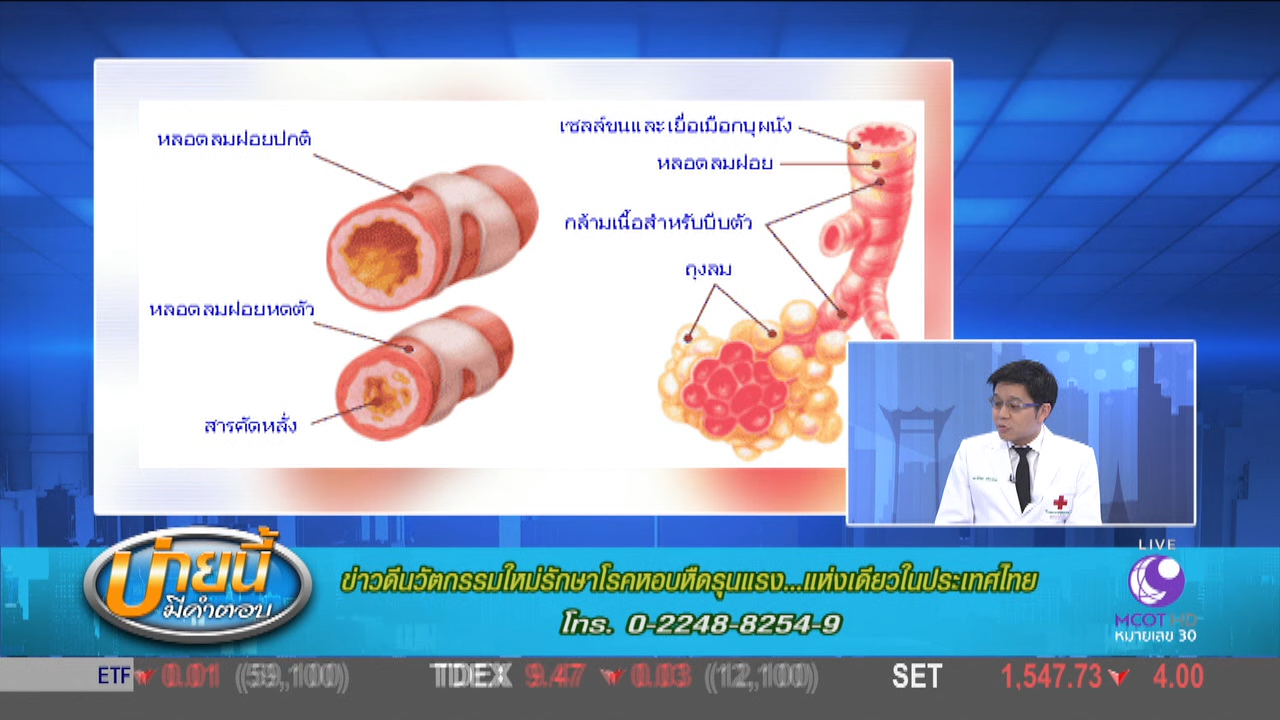 หลอดลมฝอยปกติ
หลอดลมฝอยหดตัว
สารคัดหลั่ง
เซลล์ขนและเยื่อเมือกบุผนัง
หลอดลมฝอย
กล้ามเนื้อสำหรับบีบตัว
ถุงลม
บ่ายนี้
มีคำตอบ
ข่าวดีนวัตกรรมใหม่รักษาโรคหอบหืดรุนแรง...แห่งเดียวในประเทศไทย
โทร. 0-2248-8254-9
LIVE
MCOT HD
หมายเลข 30
ETF 0.01 (59,100) TDEX 9.47 0.03 (12,100) SET 1,547.73 4.00